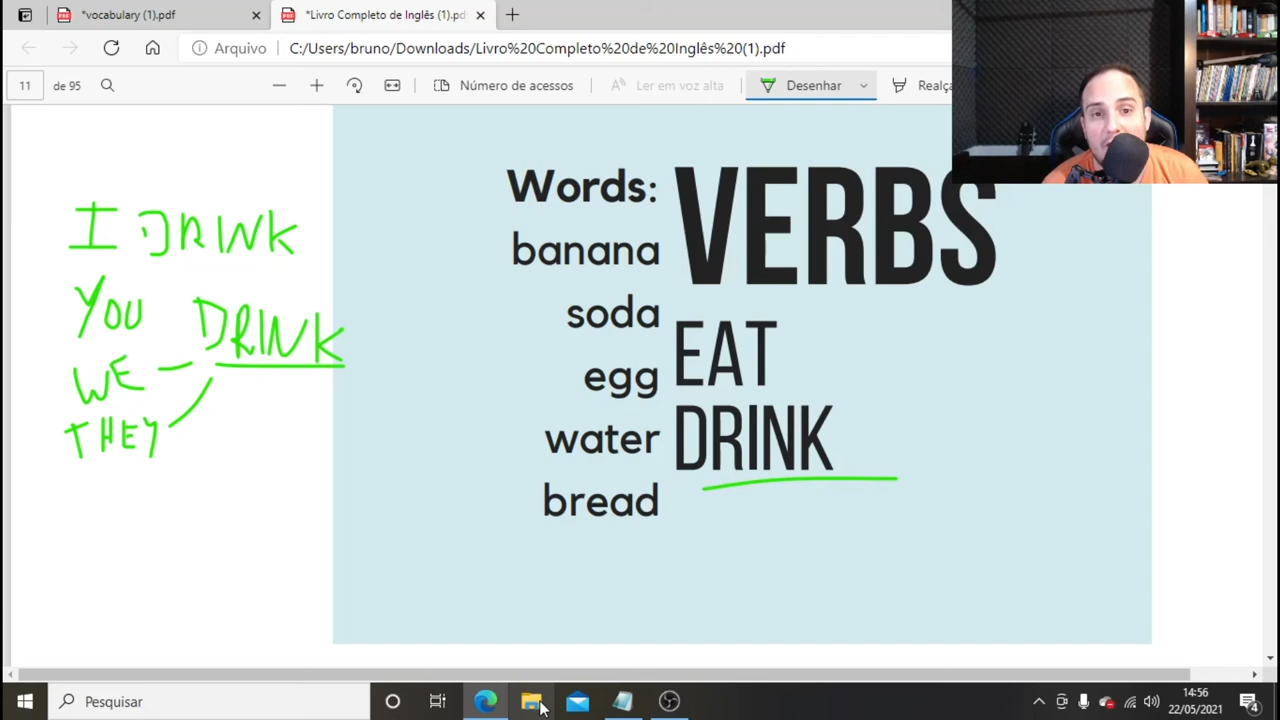 *vocabulary (1).pdf
*Livro Completo de Inglês (1).pdf
Arquivo
C:/Users/bruno/Downloads/Livro%20Completo%20de%20Inglês%20(1).pdf
11 de 95
Número de acessos
Ler em voz alta
Desenhar
Realça
I DRINK
YOU
WE
THEY
DRINK
Words:
banana
soda
egg
water
bread
VERBS
EAT
DRINK
Pesquisar
14:56
22/05/2021
4